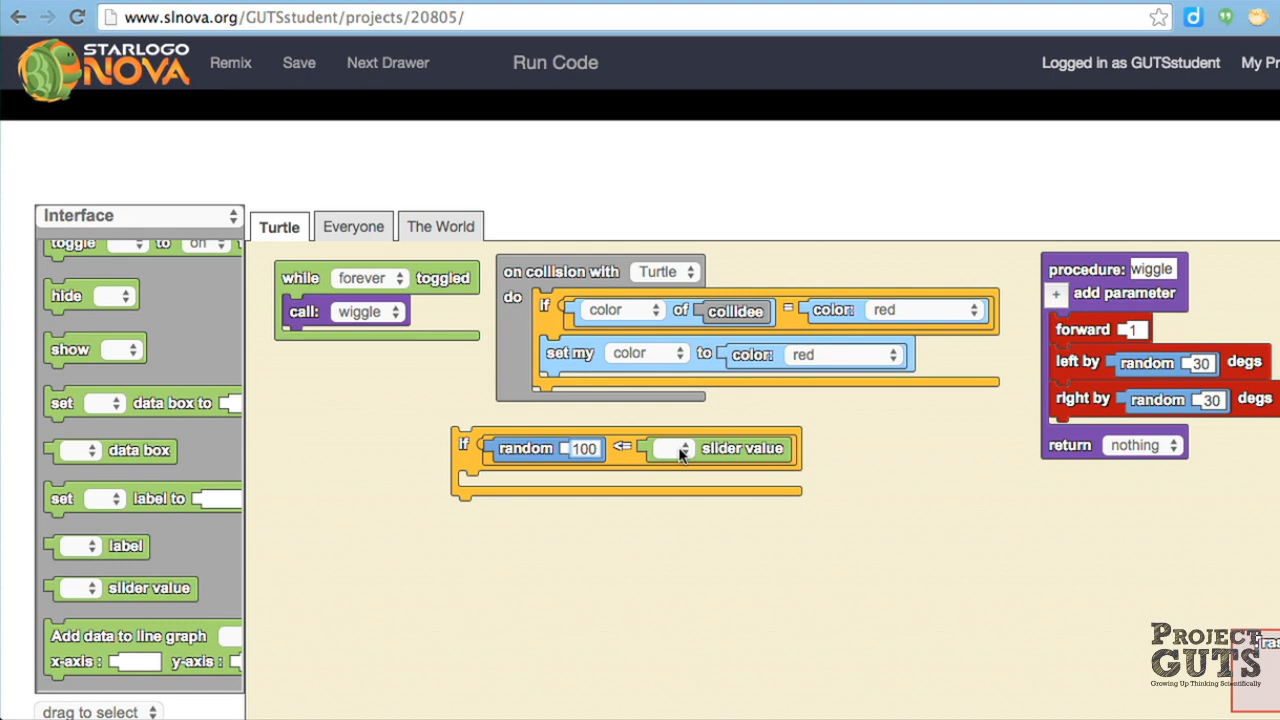 www.slnova.org/GUTSstudent/projects/20805/
STARLOGO
NOVA
Remix
Save
Next Drawer
Run Code
Logged in as GUTSstudent
My
Interface
Turtle
Everyone
The World
toggle to on
hide
show
set data box to
data box
set label to
label
slider value
Add data to line graph
x-axis : y-axis :
drag to select
while forever toggled
call: wiggle
on collision with Turtle
do
if color of collidee = color: red
set my color to color: red
if random 100 <= slider value
procedure: wiggle
+ add parameter
forward 1
left by random 30 degs
right by random 30 degs
return nothing
PROJECT
GUTS
Growing Up Thinking Scientifically